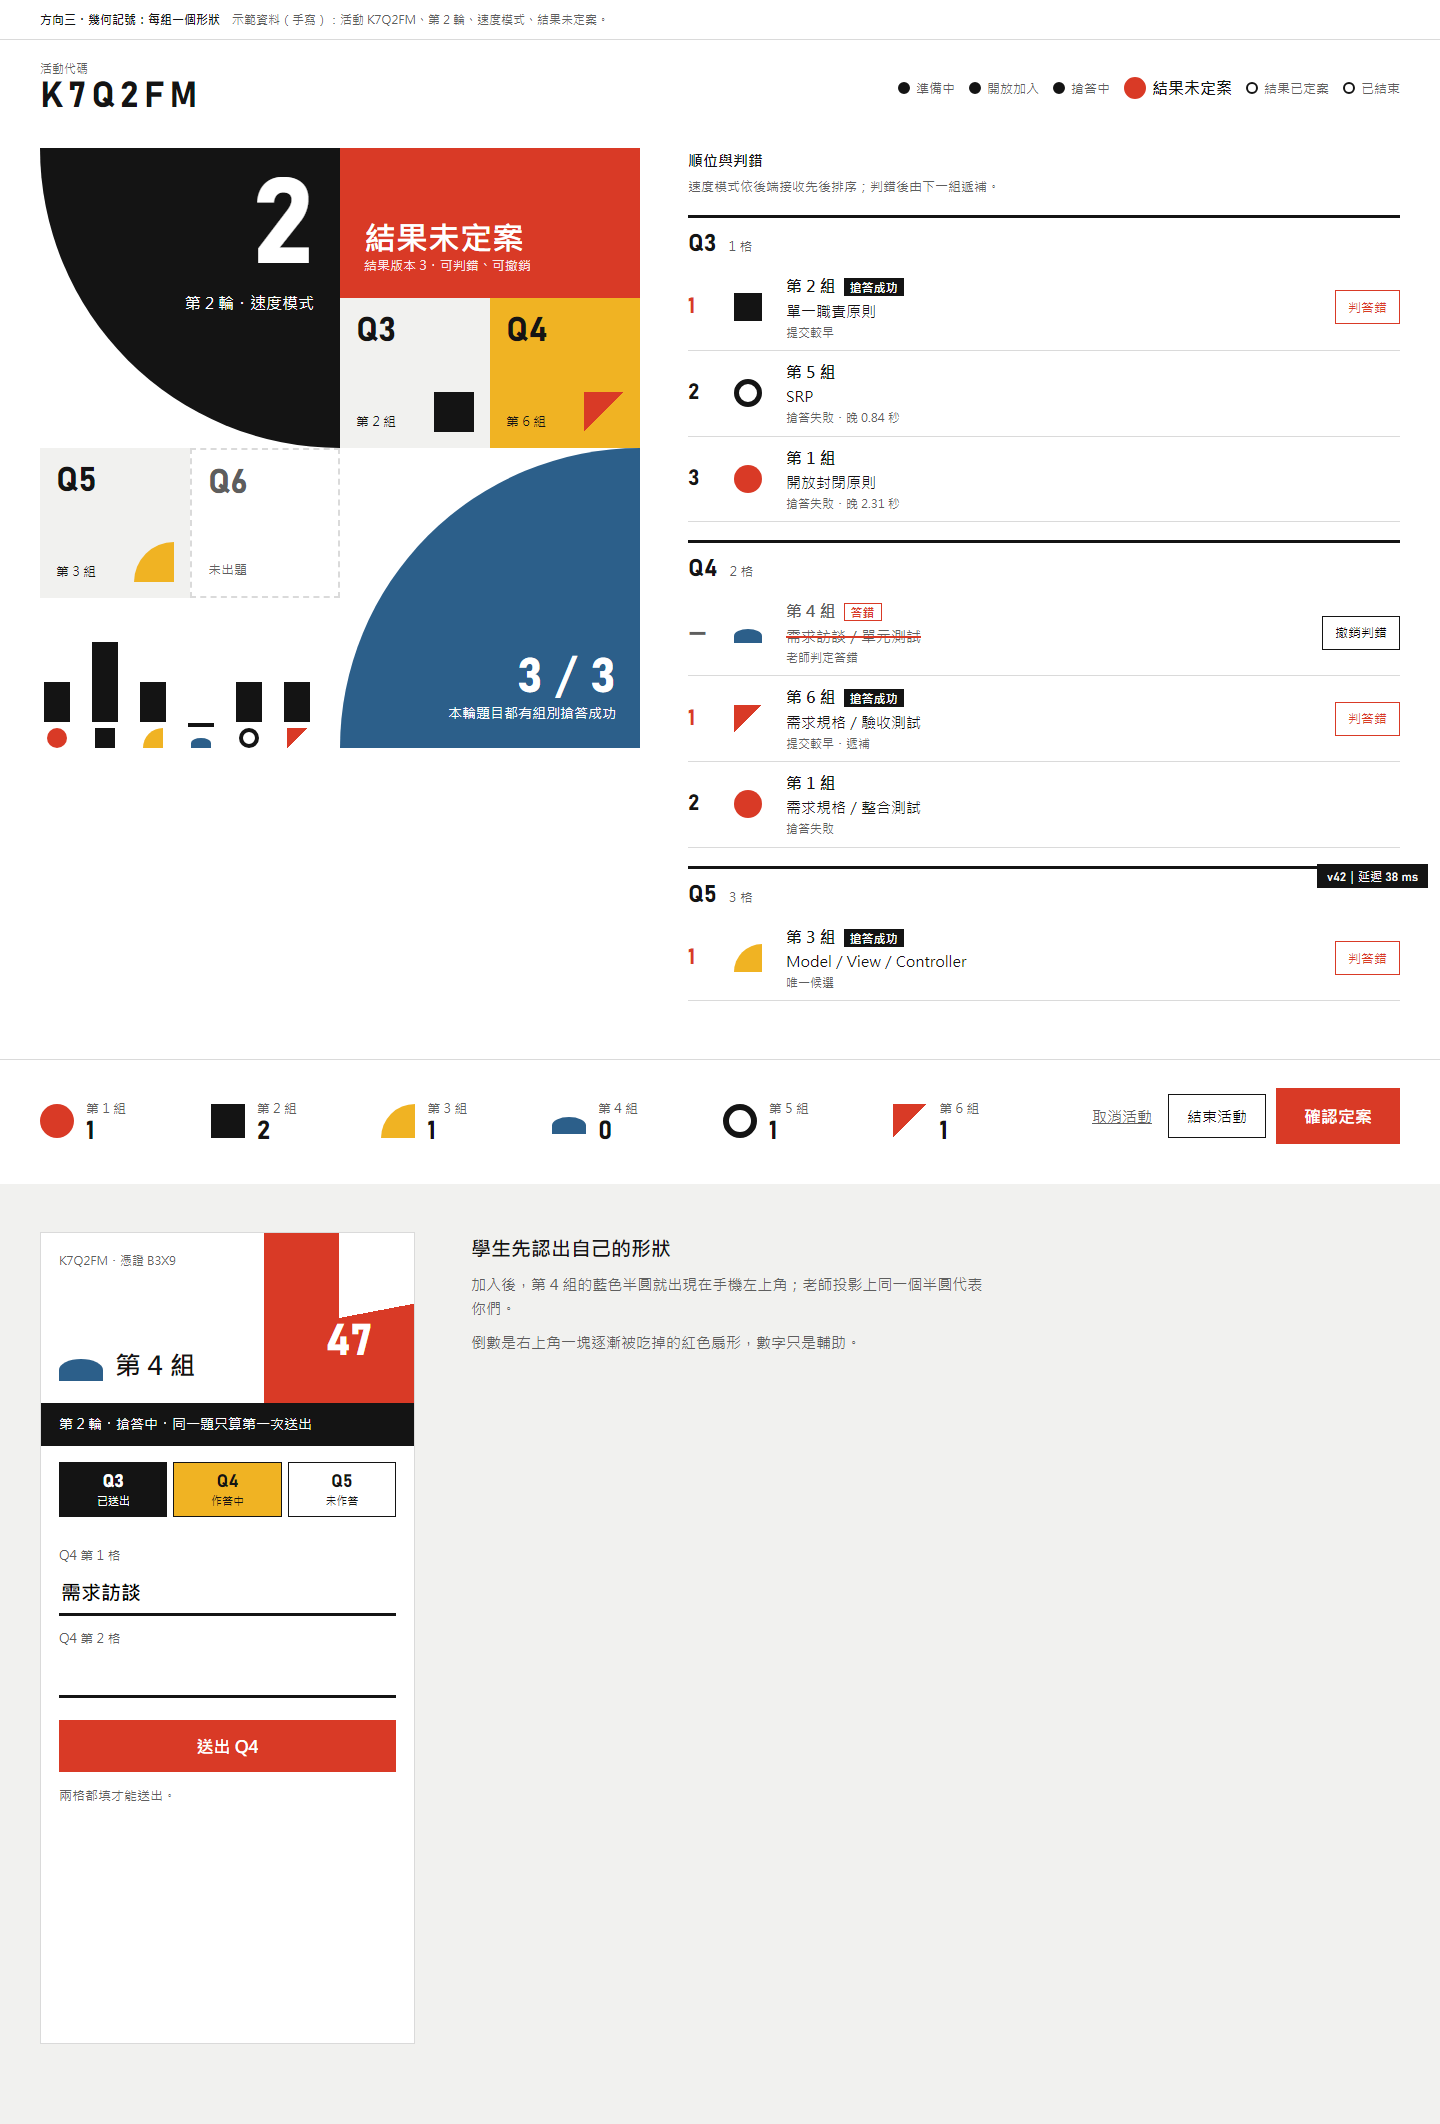 方向三．幾何記號：每組一個形狀　示範資料（手寫）：活動 K7Q2FM、第 2 輪、速度模式、結果未定案。
活動代碼
K7Q2FM
準備中 開放加入 搶答中 結果未定案 結果已定案 已結束
2
第 2 輪．速度模式
結果未定案
結果版本 3．可判錯、可撤銷
Q3
第 2 組
Q4
第 6 組
Q5
第 3 組
Q6
未出題
3 / 3
本輪題目都有組別搶答成功
順位與判錯
速度模式依後端接收先後排序；判錯後由下一組遞補。
Q3 1 格
1
第 2 組 搶答成功
單一職責原則
提交較早
判答錯
2
第 5 組
SRP
搶答失敗．晚 0.84 秒
3
第 1 組
開放封閉原則
搶答失敗．晚 2.31 秒
Q4 2 格
—
第 4 組 答錯
需求訪談 / 單元測試
老師判定答錯
撤銷判錯
1
第 6 組 搶答成功
需求規格 / 驗收測試
提交較早．遞補
判答錯
2
第 1 組
需求規格 / 整合測試
搶答失敗
v42 | 延遲 38 ms
Q5 3 格
1
第 3 組 搶答成功
Model / View / Controller
唯一候選
判答錯
第 1 組
1
第 2 組
2
第 3 組
1
第 4 組
0
第 5 組
1
第 6 組
1
取消活動
結束活動
確認定案
K7Q2FM．憑證 B3X9
47
第 4 組
第 2 輪．搶答中．同一題只算第一次送出
Q3
已送出
Q4
作答中
Q5
未作答
Q4 第 1 格
需求訪談
Q4 第 2 格
送出 Q4
兩格都填才能送出。
學生先認出自己的形狀
加入後，第 4 組的藍色半圓就出現在手機左上角；老師投影上同一個半圓代表
你們。
倒數是右上角一塊逐漸被吃掉的紅色扇形，數字只是輔助。